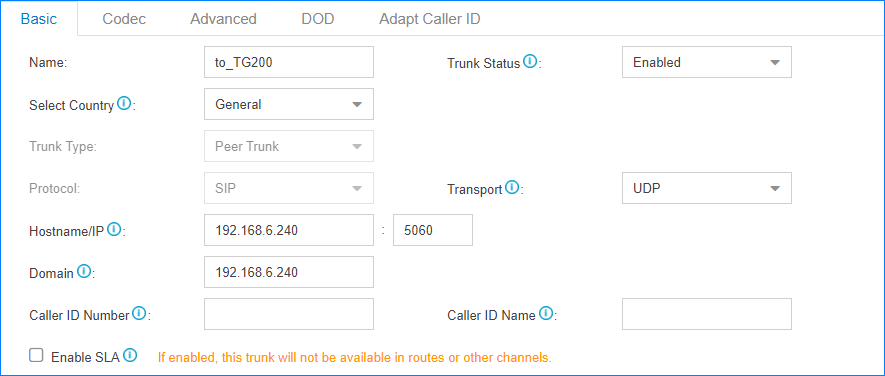 Basic Codec Advanced DOD Adapt Caller ID
Name: to_TG200 Trunk Status: Enabled
Select Country: General
Trunk Type: Peer Trunk
Protocol: SIP Transport: UDP
Hostname/IP: 192.168.6.240 : 5060
Domain: 192.168.6.240
Caller ID Number: Caller ID Name:
Enable SLA If enabled, this trunk will not be available in routes or other channels.